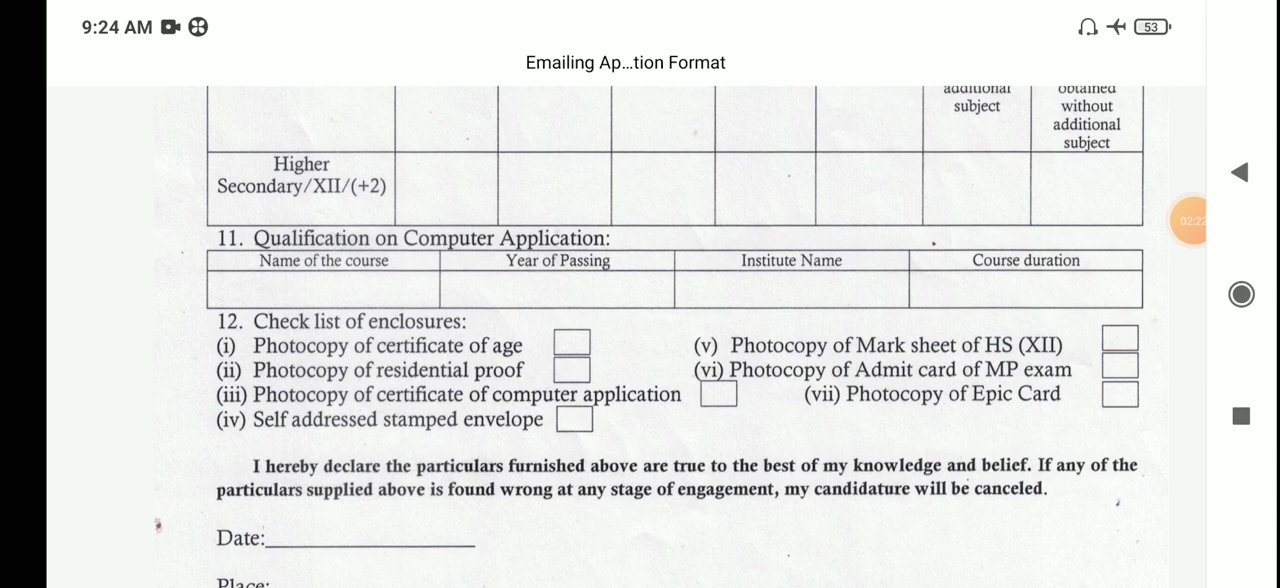 9:24 AM
53
Emailing Ap...tion Format
additional
subject
obtained
without
additional
subject
Higher
Secondary/XII/(+2)
11. Qualification on Computer Application:
Name of the course Year of Passing Institute Name Course duration
12. Check list of enclosures:
(i) Photocopy of certificate of age (v) Photocopy of Mark sheet of HS (XII)
(ii) Photocopy of residential proof (vi) Photocopy of Admit card of MP exam
(iii) Photocopy of certificate of computer application (vii) Photocopy of Epic Card
(iv) Self addressed stamped envelope
I hereby declare the particulars furnished above are true to the best of my knowledge and belief. If any of the
particulars supplied above is found wrong at any stage of engagement, my candidature will be canceled.
Date:
Place: